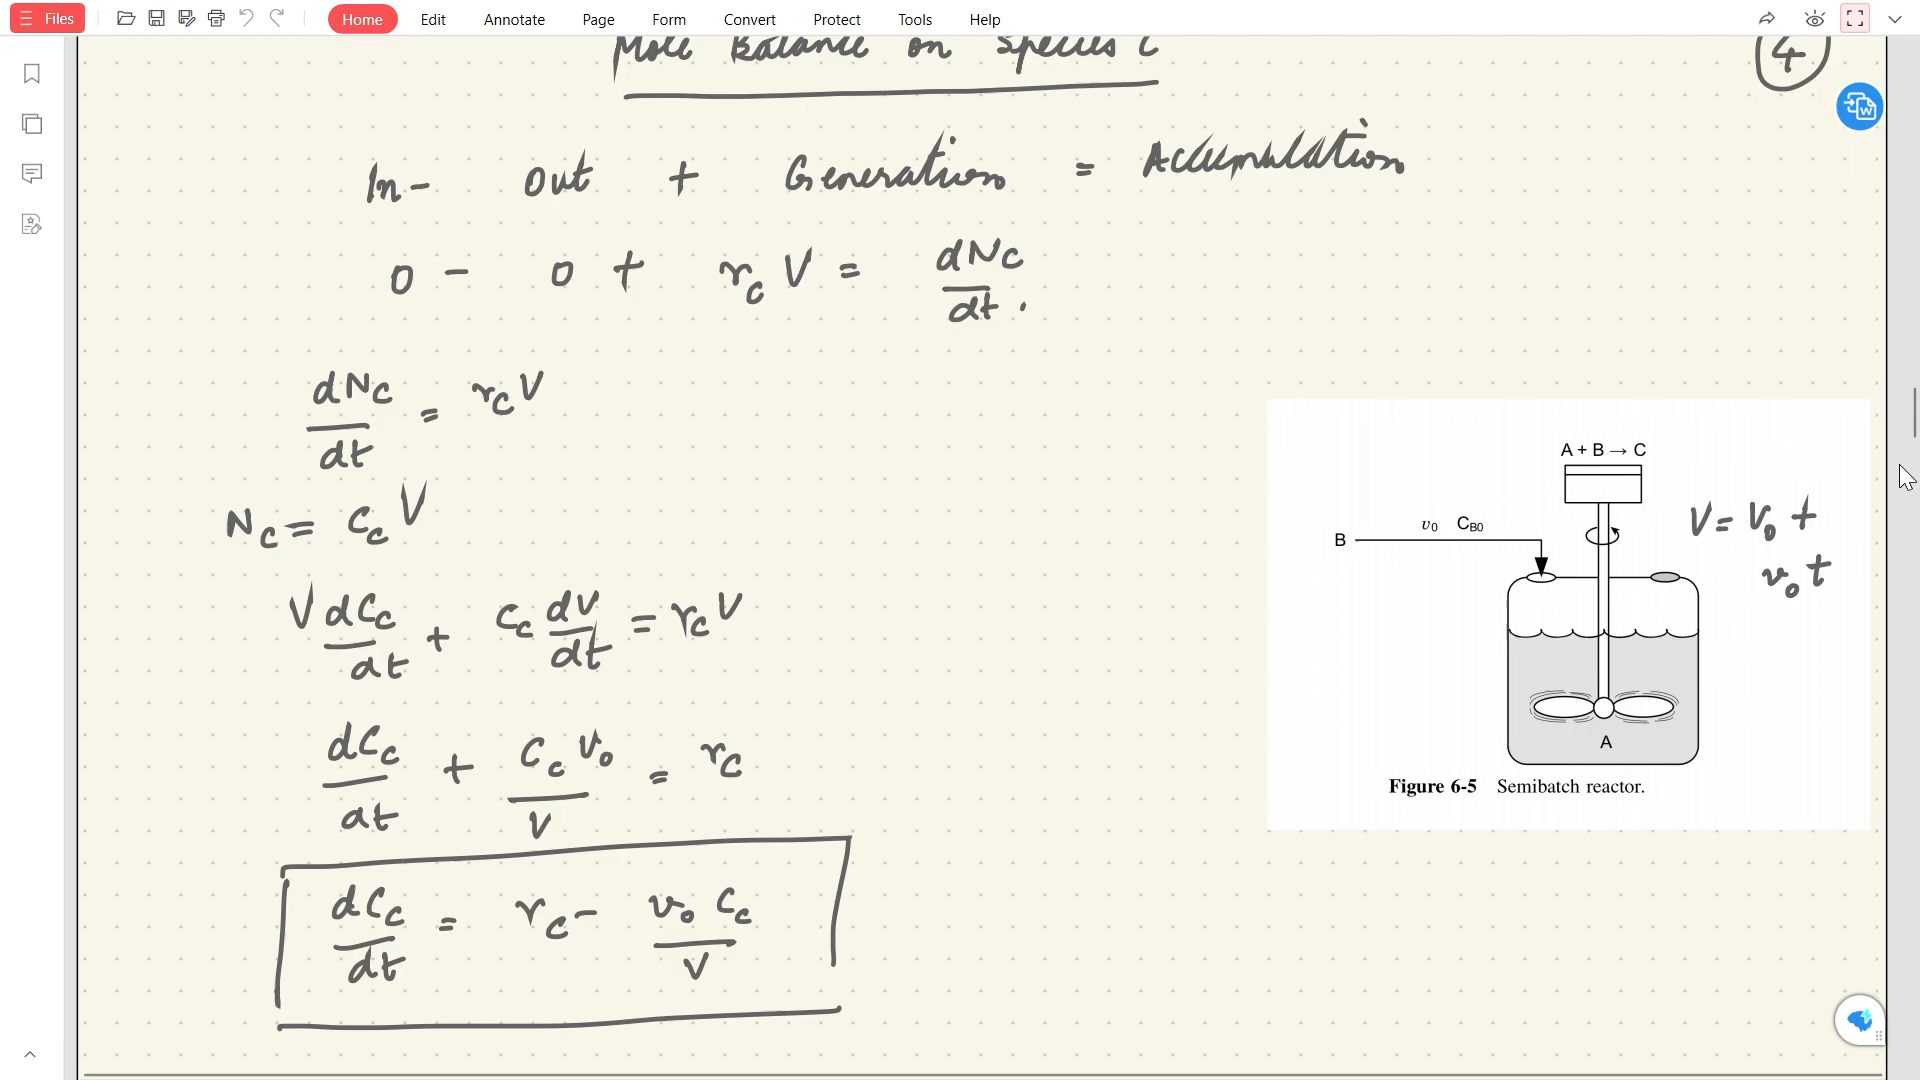 Files Home Edit Annotate Page Form Convert Protect Tools Help
Mole Balance on Species C
4
In - Out + Generation = Accumulation
0 - 0 + r_C V = dN_C/dt .
dN_C/dt = r_C V
N_C = C_C V
V dC_C/dt + C_C dV/dt = r_C V
dC_C/dt + C_C v_0/V = r_C
dC_C/dt = r_C - v_0 C_C/V
A + B → C
B υ_0 C_B0
V = V_0 +
v_0 t
A
Figure 6-5 Semibatch reactor.
W